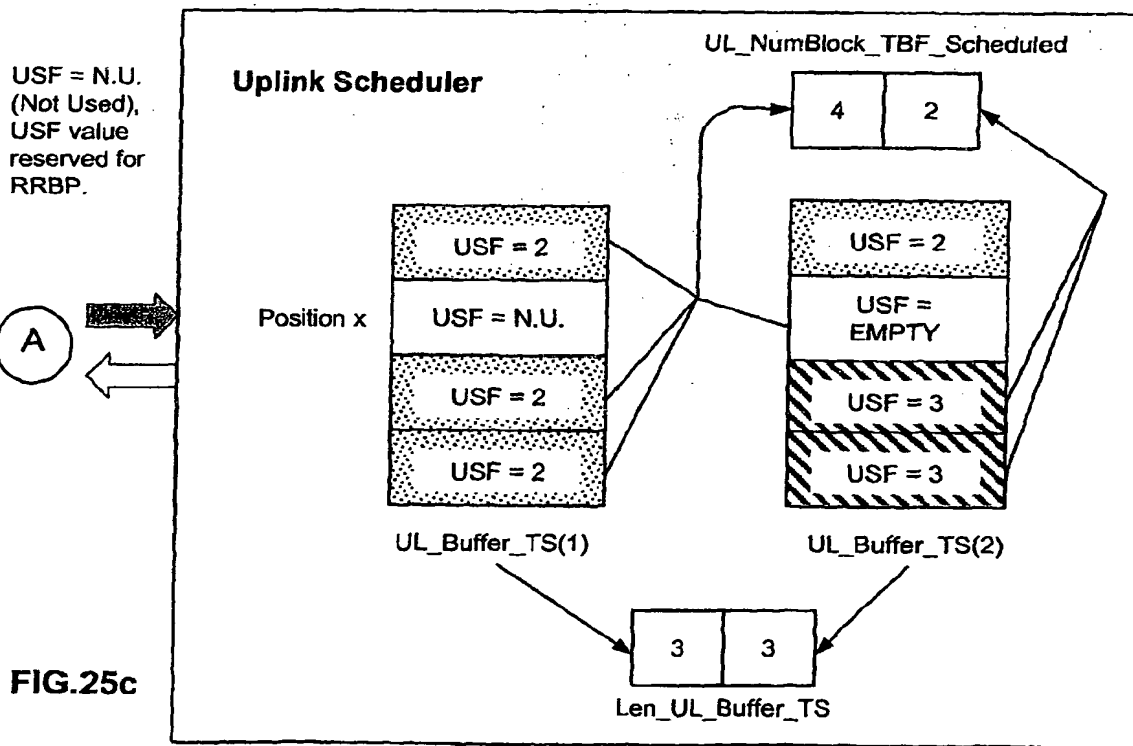 UL_NumBlock_TBF_Scheduled
USF = N.U.
(Not Used),
USF value
reserved for
RRBP.
Uplink Scheduler
4 2
USF = 2
USF = N.U.
USF = 2
USF = 2
Position x
USF = 2
USF =
EMPTY
USF = 3
USF = 3
A
UL_Buffer_TS(1)
UL_Buffer_TS(2)
3 3
Len_UL_Buffer_TS
FIG.25c